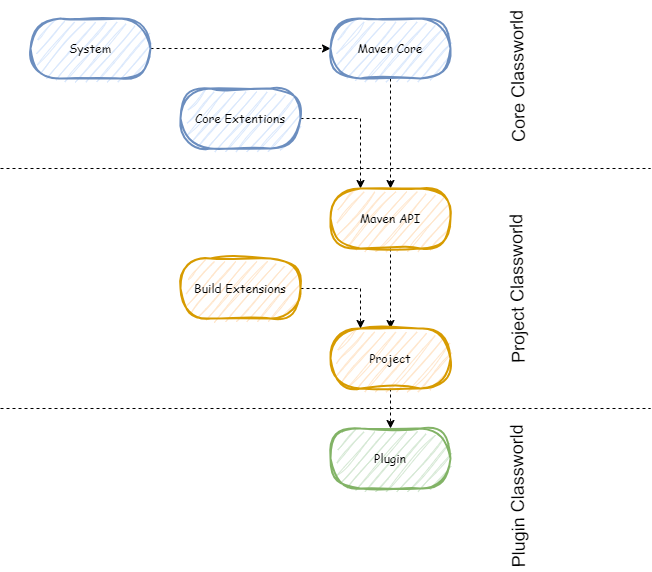 System
Maven Core
Core Extentions
Core Classworld
Maven API
Build Extensions
Project
Project Classworld
Plugin
Plugin Classworld